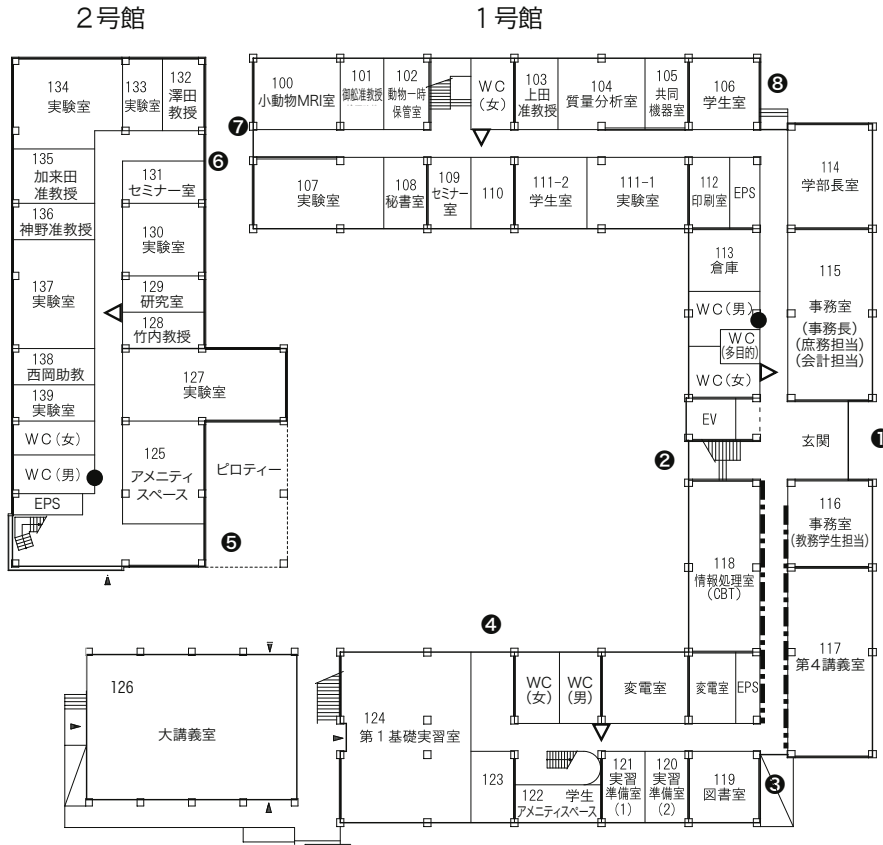 2号館
1号館
134
実験室
133
実験室
132
澤田
教授
135
加来田
准教授
136
神野准教授
137
実験室
138
西岡助教
139
実験室
WC(女)
WC(男)
EPS
131
セミナー室
130
実験室
129
研究室
128
竹内教授
127
実験室
125
アメニティ
スペース
ピロティー
❼
❻
❺
100
小動物MRI室
101
御舩准教授
102
動物一時
保管室
WC
(女)
103
上田
准教授
104
質量分析室
105
共同
機器室
106
学生室
❽
107
実験室
108
秘書室
109
セミナー
室
110
111-2
学生室
111-1
実験室
112
印刷室
EPS
113
倉庫
WC(男)
WC
(多目的)
WC(女)
EV
❷
114
学部長室
115
事務室
(事務長)
(庶務担当)
(会計担当)
玄関
❶
116
事務室
(教務学生担当)
117
第4講義室
118
情報処理室
(CBT)
❹
WC
(女)
WC
(男)
変電室
変電室
EPS
124
第1基礎実習室
123
122 学生
アメニティスペース
121
実習
準備室
(1)
120
実習
準備室
(2)
119
図書室
❸
126
大講義室